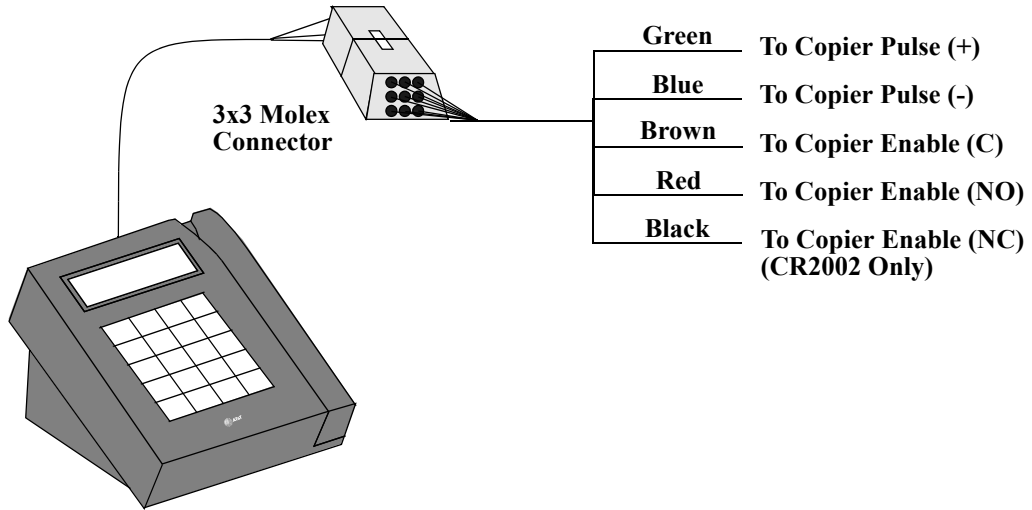 Green To Copier Pulse (+)
Blue To Copier Pulse (-)
3x3 Molex
Connector
Brown To Copier Enable (C)
Red To Copier Enable (NO)
Black To Copier Enable (NC)
(CR2002 Only)
AT&T